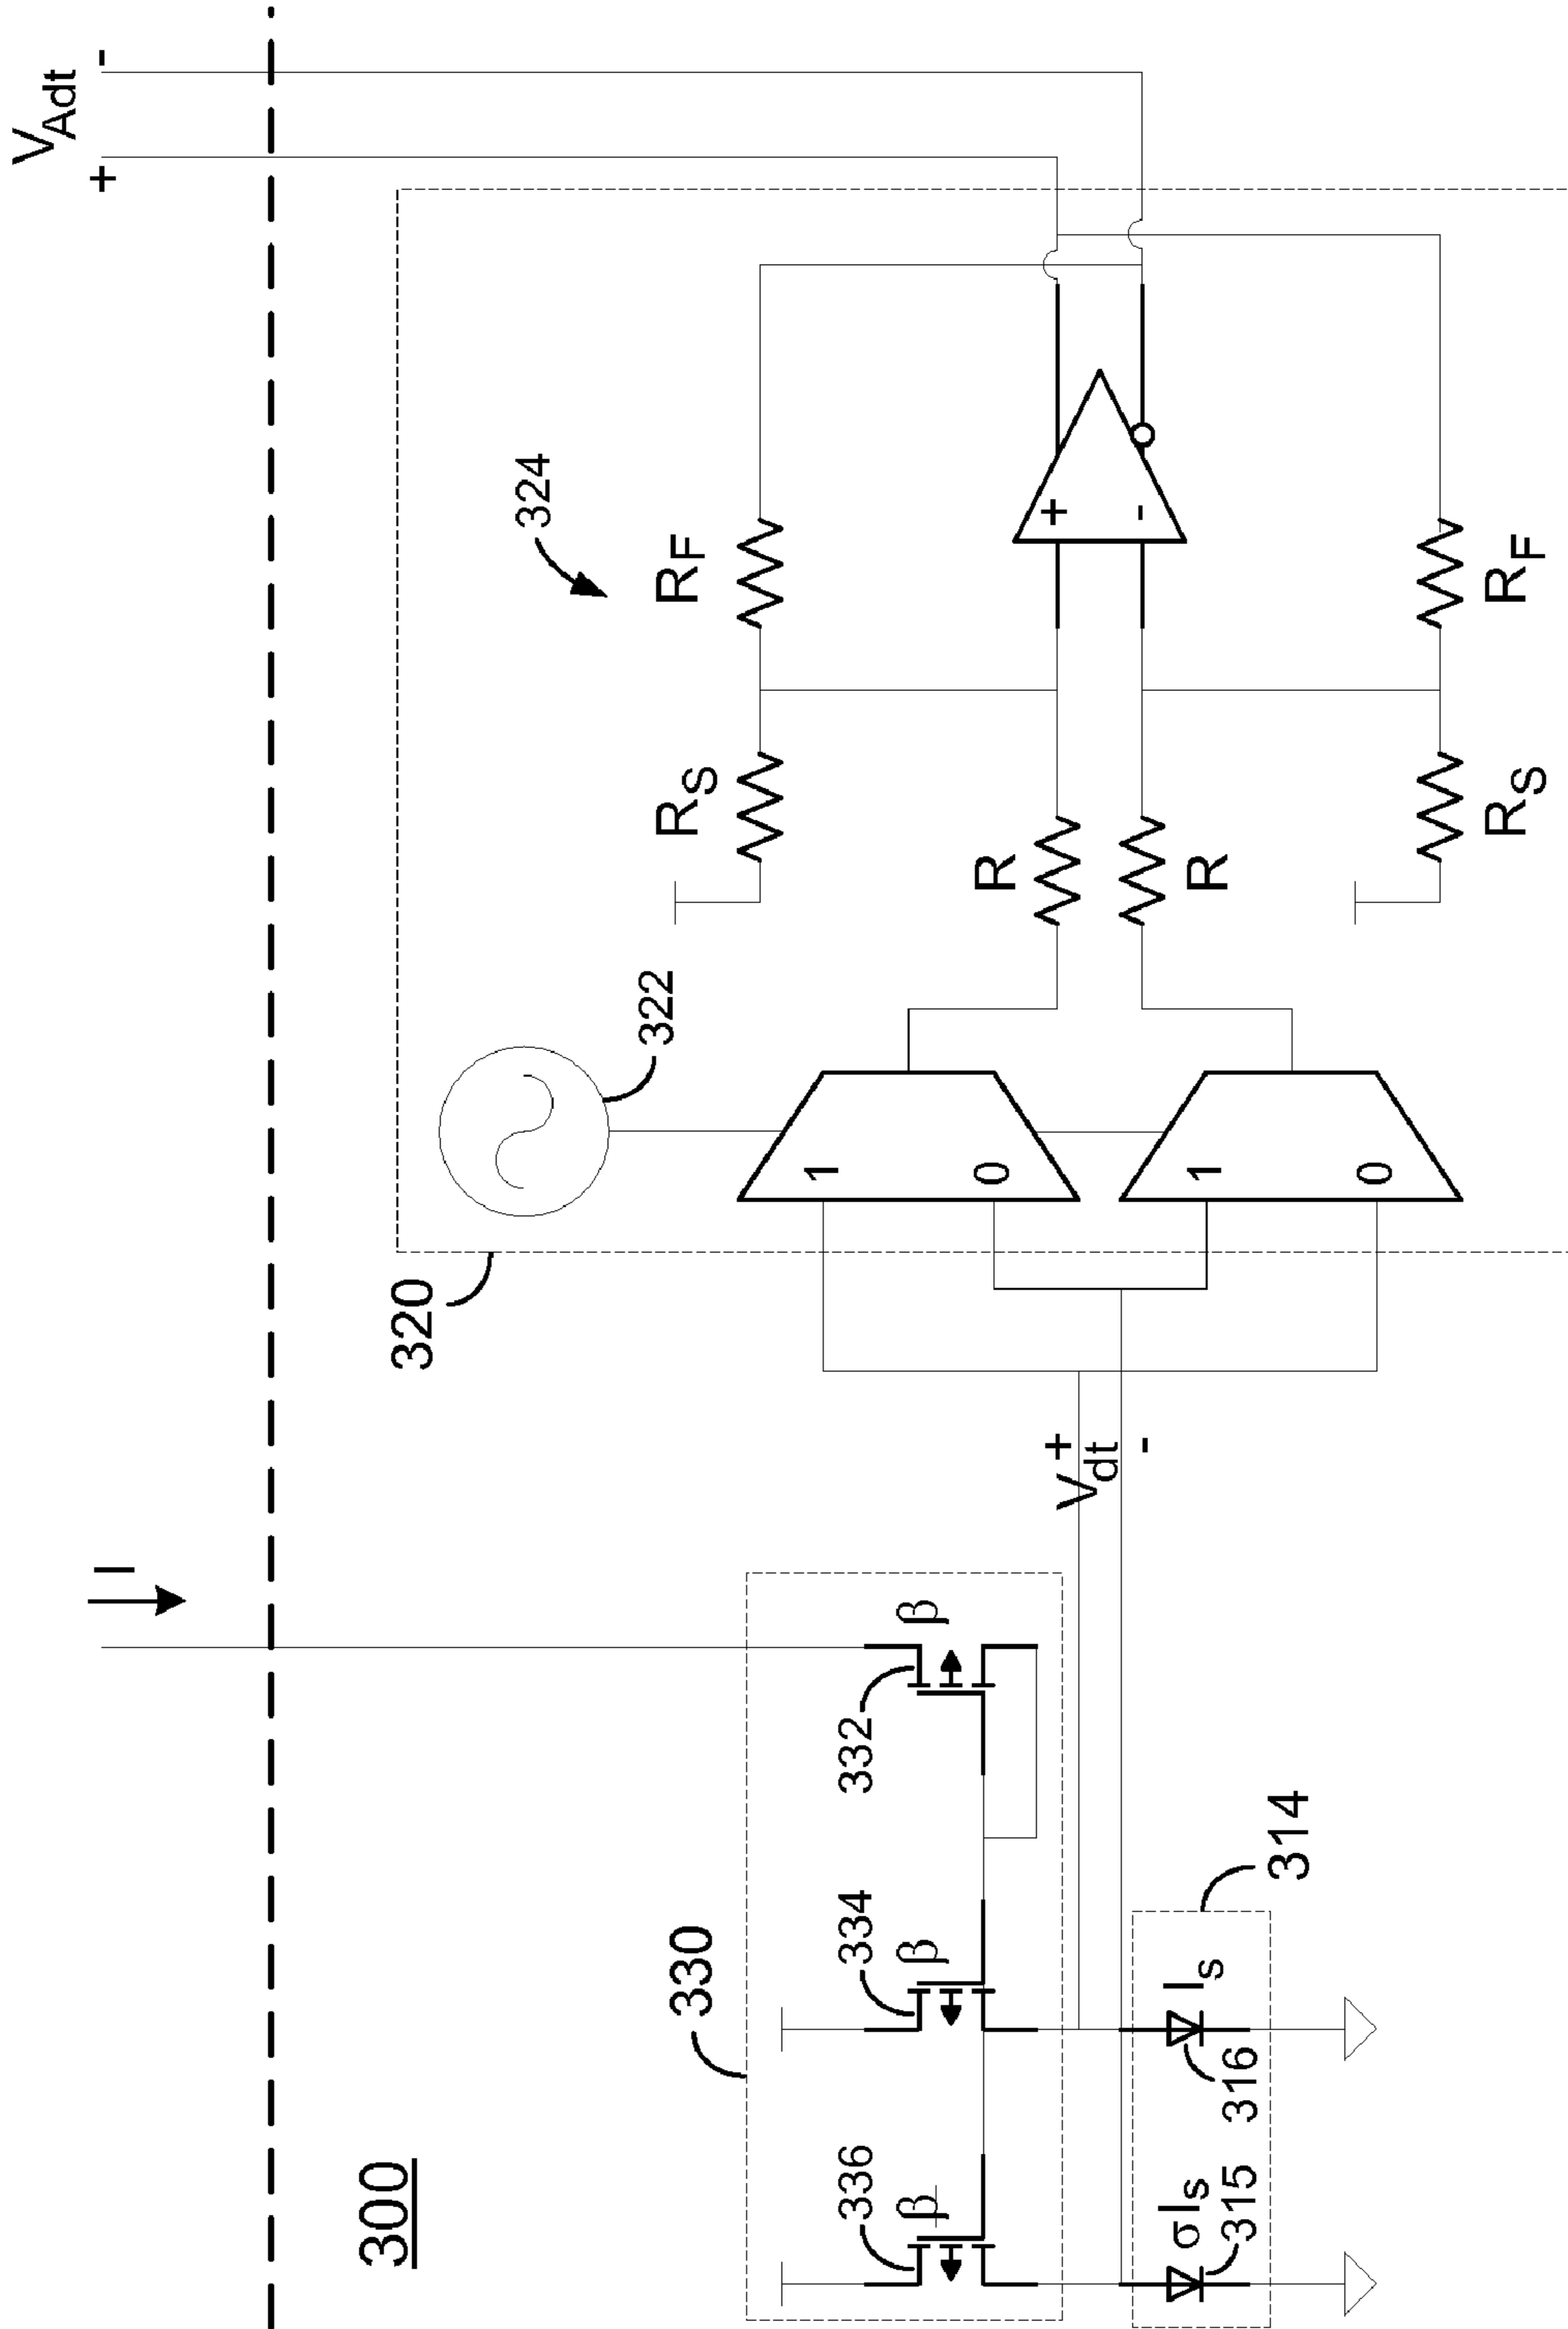 300
I
V_Adt
+ -
320
322
324
R_S
R_F
R
R
+
-
R_S
R_F
1
0
1
0
V_dt
+
-
330
336
β
334
β
332
β
314
σI_s
315
I_s
316